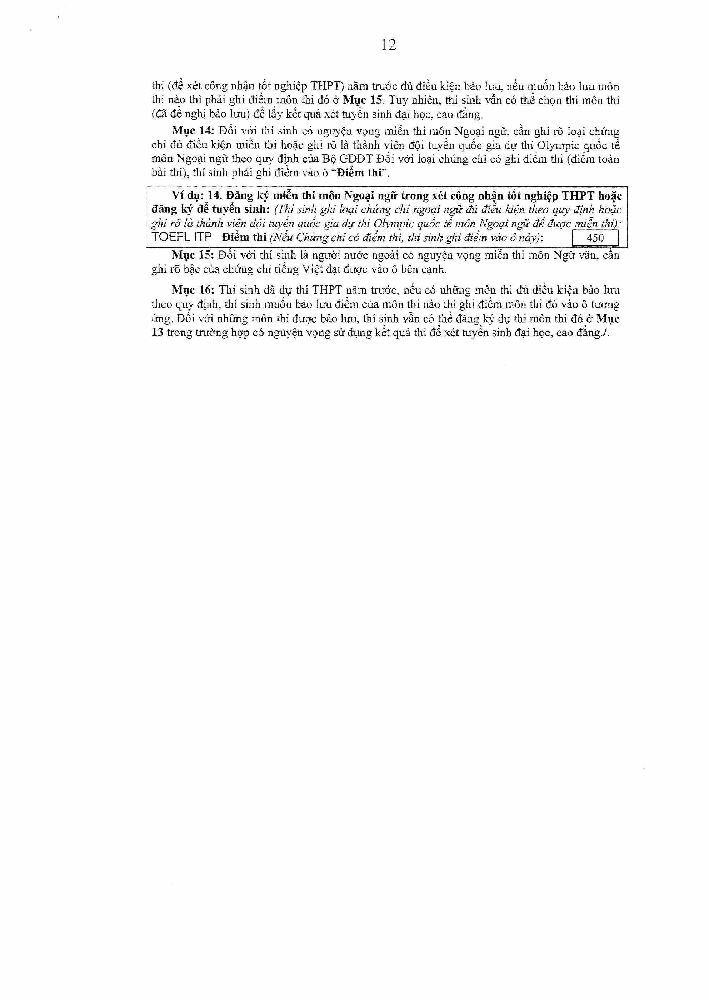 12
thi (để xét công nhận tốt nghiệp THPT) năm trước đủ điều kiện bảo lưu, nếu muốn bảo lưu môn
thi nào thì phải ghi điểm môn thi đó ở Mục 15. Tuy nhiên, thí sinh vẫn có thể chọn thi môn thi
(đã đề nghị bảo lưu) để lấy kết quả xét tuyển sinh đại học, cao đẳng.
Mục 14: Đối với thí sinh có nguyện vọng miễn thi môn Ngoại ngữ, cần ghi rõ loại chứng
chỉ đủ điều kiện miễn thi hoặc ghi rõ là thành viên đội tuyển quốc gia dự thi Olympic quốc tế
môn Ngoại ngữ theo quy định của Bộ GDĐT Đối với loại chứng chỉ có ghi điểm thi (điểm toàn
bài thi), thí sinh phải ghi điểm vào ô “Điểm thi”.
Ví dụ: 14. Đăng ký miễn thi môn Ngoại ngữ trong xét công nhận tốt nghiệp THPT hoặc
đăng ký để tuyển sinh: (Thí sinh ghi loại chứng chỉ ngoại ngữ đủ điều kiện theo quy định hoặc
ghi rõ là thành viên đội tuyển quốc gia dự thi Olympic quốc tế môn Ngoại ngữ để được miễn thi):
TOEFL ITP Điểm thi (Nếu Chứng chỉ có điểm thi, thí sinh ghi điểm vào ô này): 450
Mục 15: Đối với thí sinh là người nước ngoài có nguyện vọng miễn thi môn Ngữ văn, cần
ghi rõ bậc của chứng chỉ tiếng Việt đạt được vào ô bên cạnh.
Mục 16: Thí sinh đã dự thi THPT năm trước, nếu có những môn thi đủ điều kiện bảo lưu
theo quy định, thí sinh muốn bảo lưu điểm của môn thi nào thì ghi điểm môn thi đó vào ô tương
ứng. Đối với những môn thi được bảo lưu, thí sinh vẫn có thể đăng ký dự thi môn thi đó ở Mục
13 trong trường hợp có nguyện vọng sử dụng kết quả thi để xét tuyển sinh đại học, cao đẳng./.